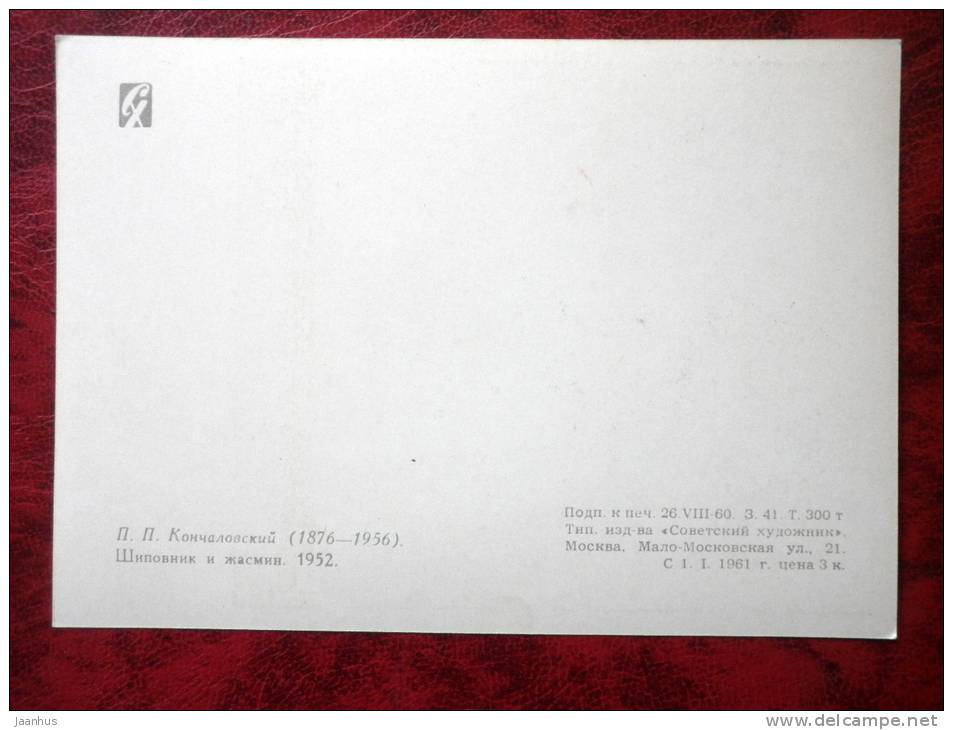 СХ
П. П. Кончаловский (1876—1956).
Шиповник и жасмин. 1952.
Подп. к печ. 26.VIII-60. З. 41. Т. 300 т
Тип. изд-ва «Советский художник».
Москва, Мало-Московская ул., 21.
С 1. I. 1961 г. цена 3 к.
Jaanhus
www.delcampe.net